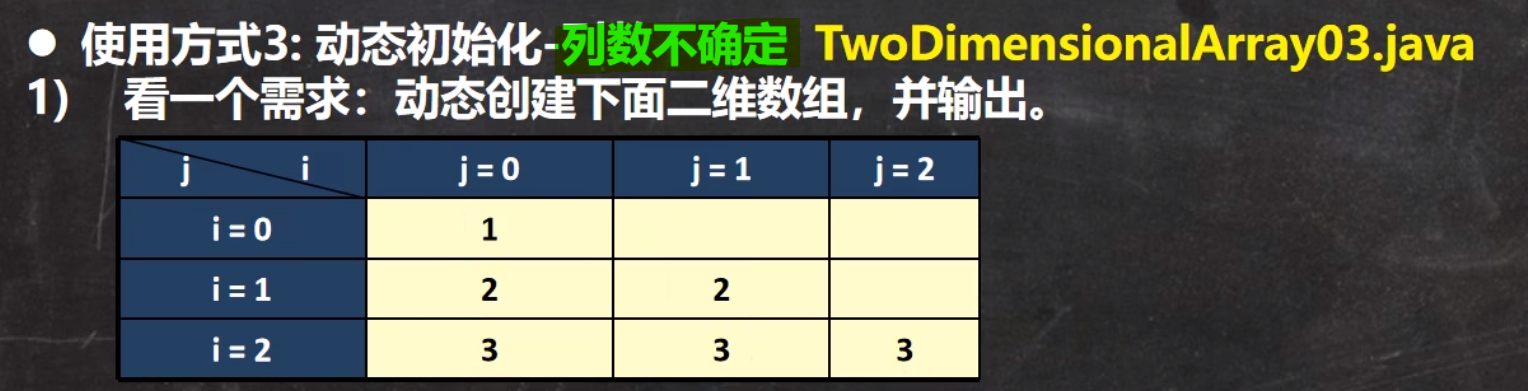 ● 使用方式3: 动态初始化-列数不确定 TwoDimensionalArray03.java
1) 看一个需求：动态创建下面二维数组，并输出。
j i j = 0 j = 1 j = 2
i = 0 1
i = 1 2 2
i = 2 3 3 3